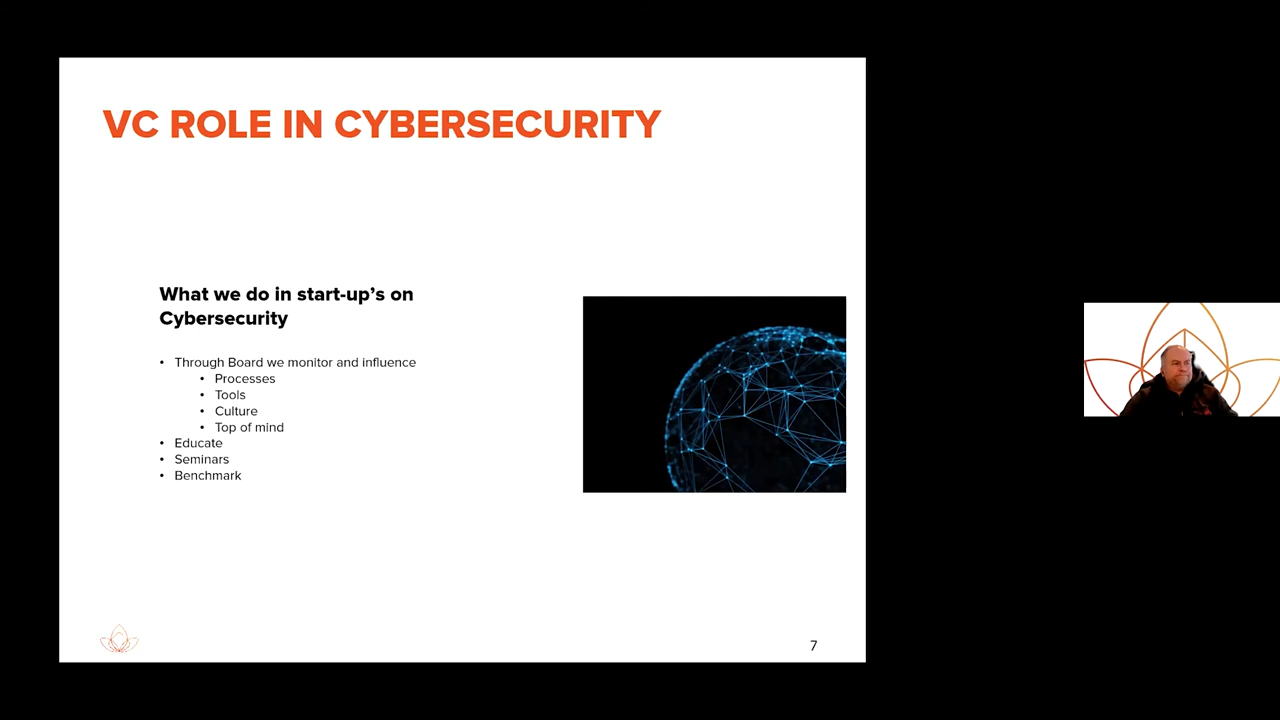 VC ROLE IN CYBERSECURITY
What we do in start-up’s on
Cybersecurity
• Through Board we monitor and influence
• Processes
• Tools
• Culture
• Top of mind
• Educate
• Seminars
• Benchmark
7